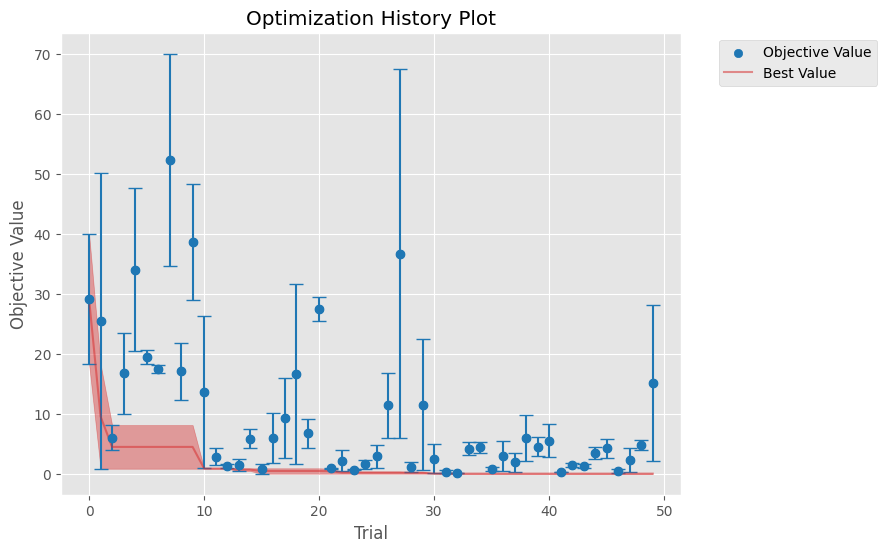 Optimization History Plot
Objective Value
Best Value
Objective Value
70
60
50
40
30
20
10
0
0 10 20 30 40 50
Trial